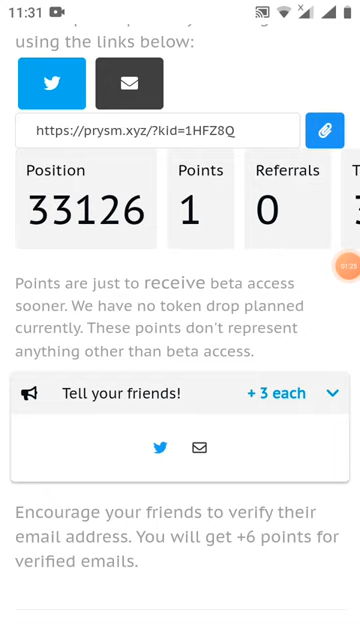 11:31
using the links below:
https://prysm.xyz/?kid=1HFZ8Q
Position
Points
Referrals
33126
1
0
01:25
Points are just to receive beta access
sooner. We have no token drop planned
currently. These points don't represent
anything other than beta access.
Tell your friends!
+ 3 each
Encourage your friends to verify their
email address. You will get +6 points for
verified emails.